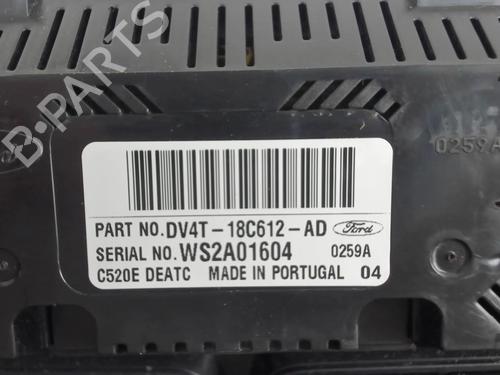 B-PARTS
0259A
PART NO. DV4T-18C612-AD Ford
SERIAL NO. WS2A01604 0259A
C520E DEATC MADE IN PORTUGAL 04